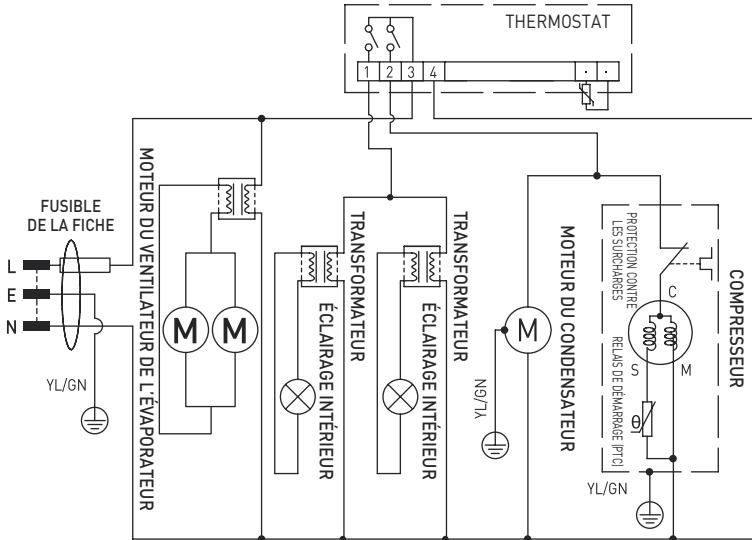 THERMOSTAT
1 2 3 4 · ·
FUSIBLE
DE LA FICHE
L
E
N
YL/GN
MOTEUR DU VENTILATEUR DE L'ÉVAPORATEUR
M M
TRANSFORMATEUR
ÉCLAIRAGE INTÉRIEUR
TRANSFORMATEUR
ÉCLAIRAGE INTÉRIEUR
M
YL/GN
MOTEUR DU CONDENSATEUR
PROTECTION CONTRE
LES SURCHARGES
C
S M
RELAIS DE DÉMARRAGE (PTC)
θ
YL/GN
COMPRESSEUR